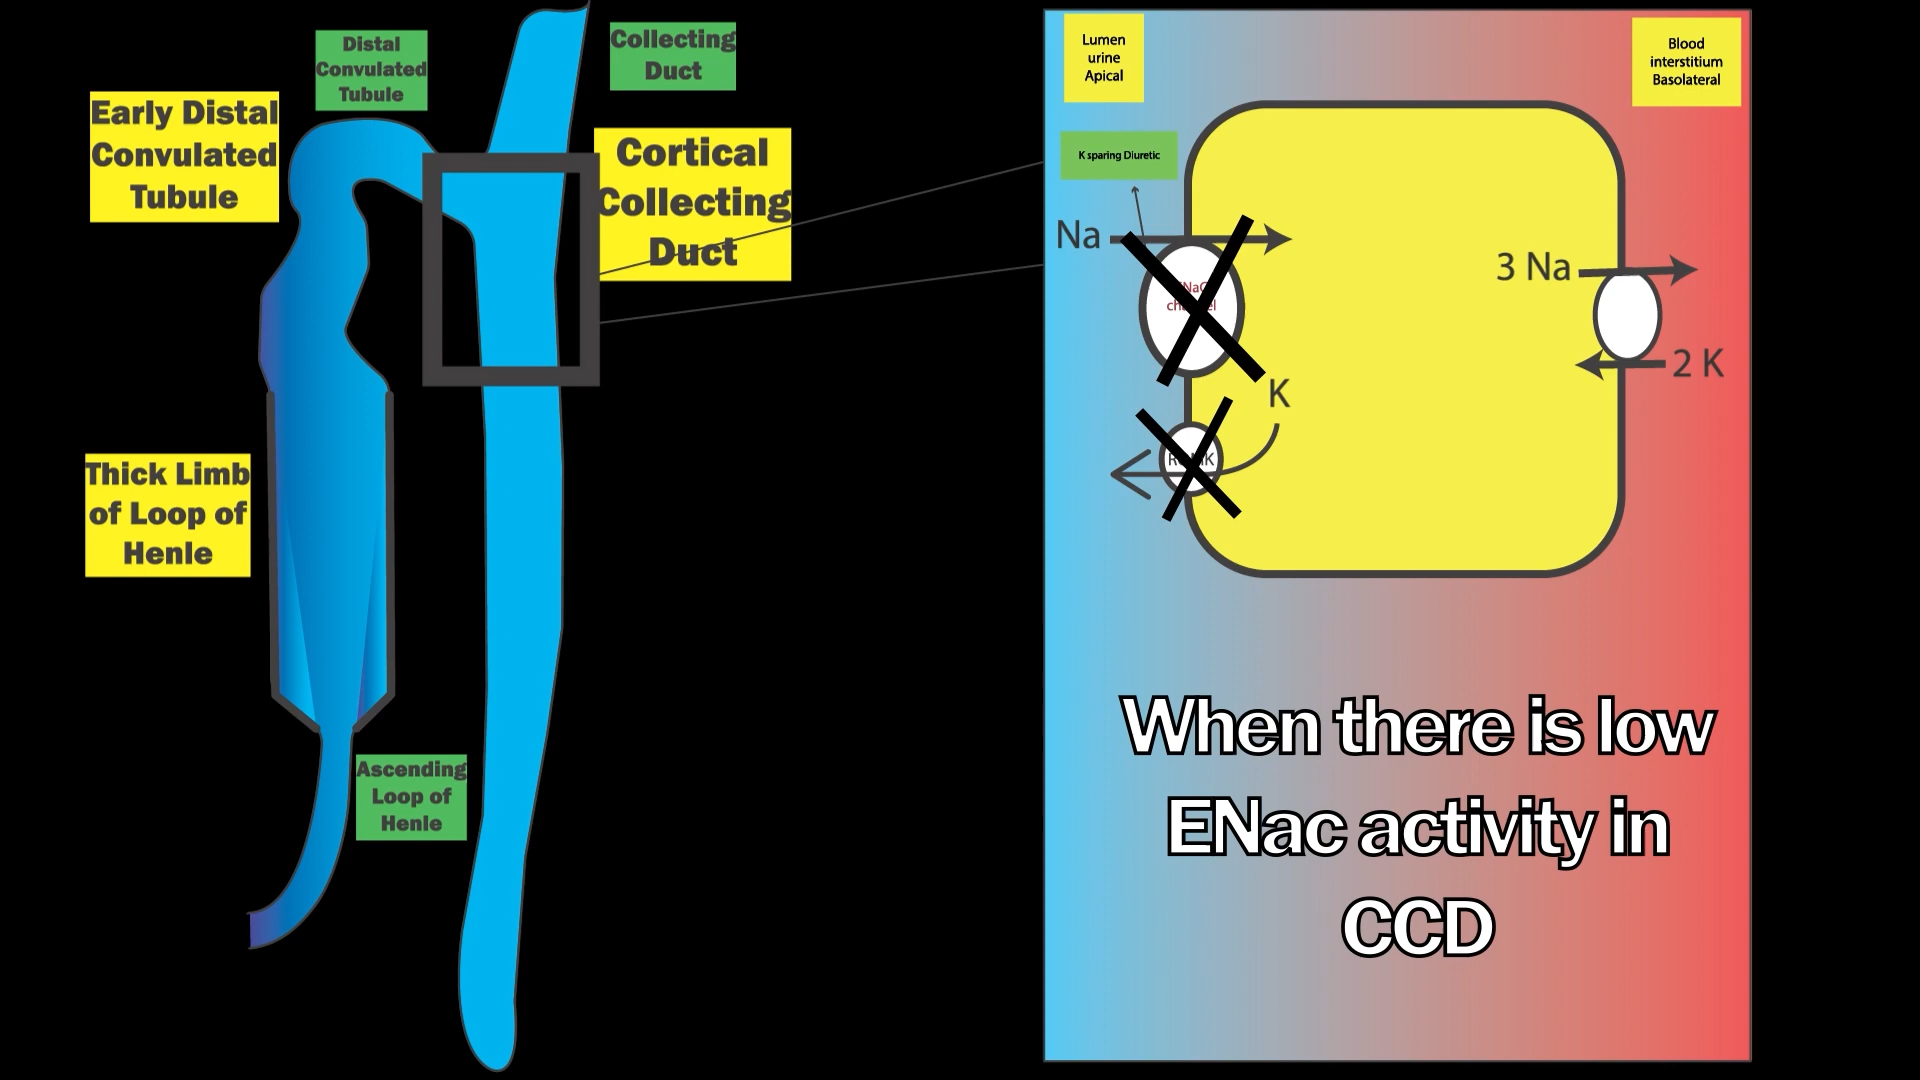 Distal
Convulated
Tubule
Collecting
Duct
Early Distal
Convulated
Tubule
Cortical
Collecting
Duct
Thick Limb
of Loop of
Henle
Ascending
Loop of
Henle
Lumen
urine
Apical
Blood
interstitium
Basolateral
K sparing Diuretic
Na
3 Na
2 K
K
When there is low
ENac activity in
CCD